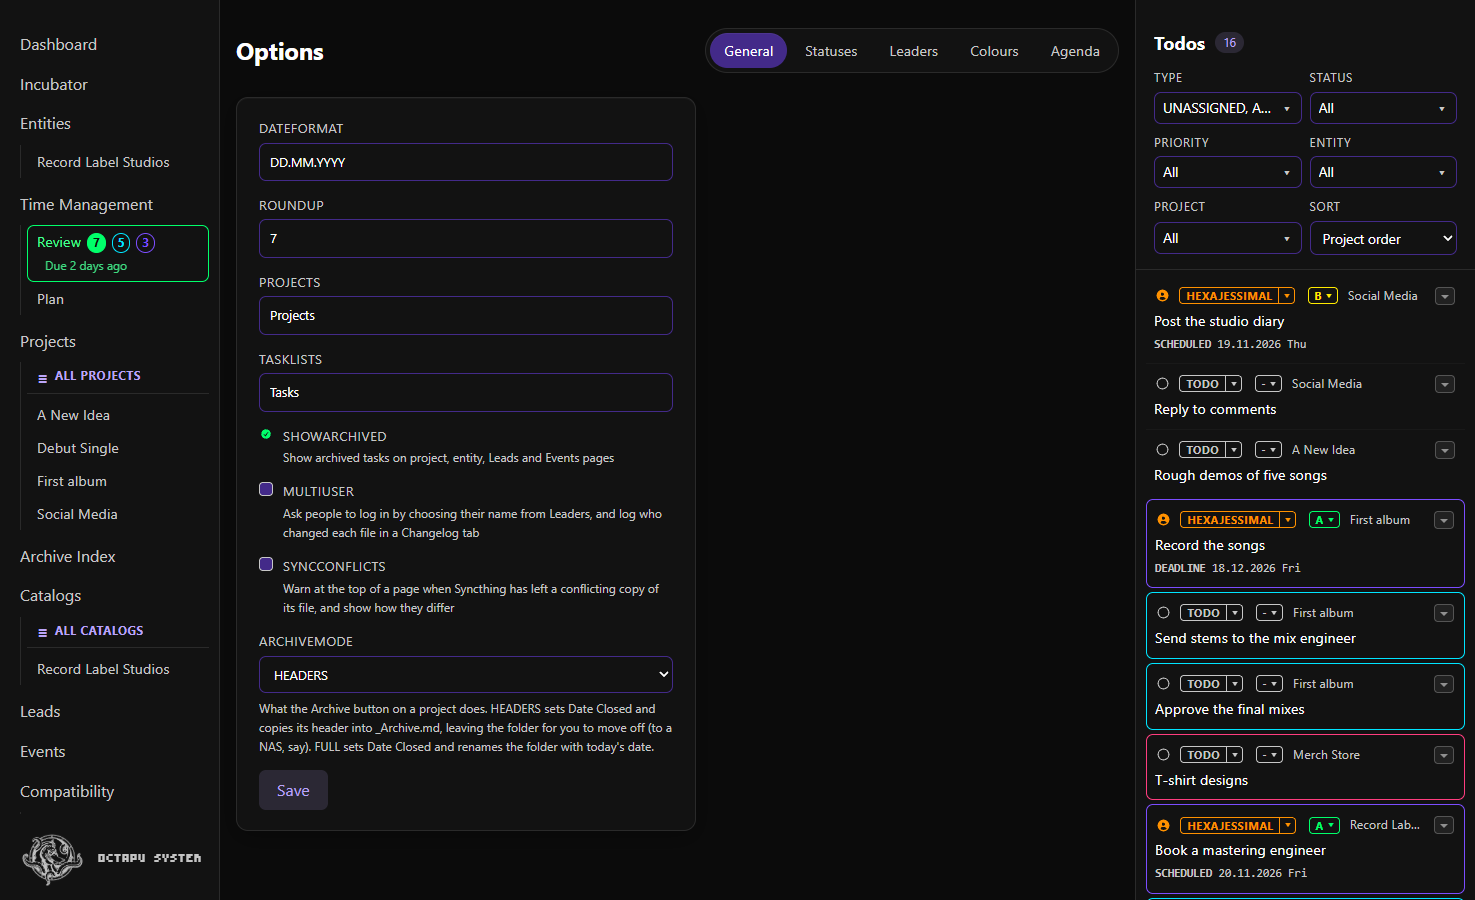 Dashboard
Incubator
Entities
Record Label Studios
Time Management
Review 7 5 3
Due 2 days ago
Plan
Projects
ALL PROJECTS
A New Idea
Debut Single
First album
Social Media
Archive Index
Catalogs
ALL CATALOGS
Record Label Studios
Leads
Events
Compatibility
OCTAPU SYSTEM
Options
General Statuses Leaders Colours Agenda
DATEFORMAT
DD.MM.YYYY
ROUNDUP
7
PROJECTS
Projects
TASKLISTS
Tasks
SHOWARCHIVED
Show archived tasks on project, entity, Leads and Events pages
MULTIUSER
Ask people to log in by choosing their name from Leaders, and log who
changed each file in a Changelog tab
SYNCCONFLICTS
Warn at the top of a page when Syncthing has left a conflicting copy of
its file, and show how they differ
ARCHIVEMODE
HEADERS
What the Archive button on a project does. HEADERS sets Date Closed and
copies its header into _Archive.md, leaving the folder for you to move off (to a
NAS, say). FULL sets Date Closed and renames the folder with today's date.
Save
Todos 16
TYPE STATUS
UNASSIGNED, A... All
PRIORITY ENTITY
All All
PROJECT SORT
All Project order
HEXAJESSIMAL B Social Media
Post the studio diary
SCHEDULED 19.11.2026 Thu
TODO - Social Media
Reply to comments
TODO - A New Idea
Rough demos of five songs
HEXAJESSIMAL A First album
Record the songs
DEADLINE 18.12.2026 Fri
TODO - First album
Send stems to the mix engineer
TODO - First album
Approve the final mixes
TODO - Merch Store
T-shirt designs
HEXAJESSIMAL A Record Lab...
Book a mastering engineer
SCHEDULED 20.11.2026 Fri